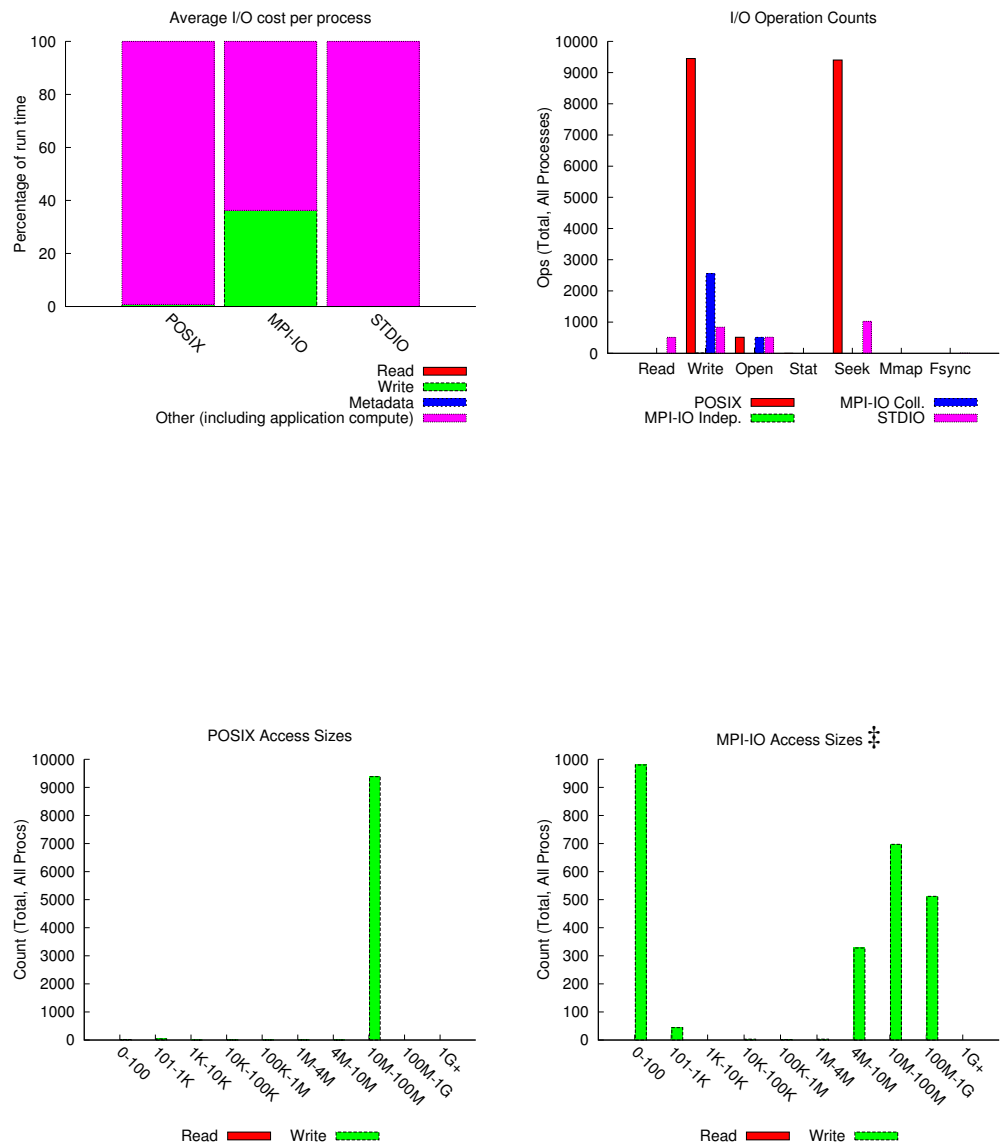 Average I/O cost per process
Percentage of run time
100
80
60
40
20
0
POSIX
MPI-IO
STDIO
Read
Write
Metadata
Other (including application compute)
I/O Operation Counts
Ops (Total, All Processes)
10000
9000
8000
7000
6000
5000
4000
3000
2000
1000
0
Read Write Open Stat Seek Mmap Fsync
POSIX MPI-IO Coll.
MPI-IO Indep. STDIO
POSIX Access Sizes
Count (Total, All Procs)
10000
9000
8000
7000
6000
5000
4000
3000
2000
1000
0
0-100
101-1K
1K-10K
10K-100K
100K-1M
1M-4M
4M-10M
10M-100M
100M-1G
1G+
Read Write
MPI-IO Access Sizes ‡
Count (Total, All Procs)
1000
900
800
700
600
500
400
300
200
100
0
0-100
101-1K
1K-10K
10K-100K
100K-1M
1M-4M
4M-10M
10M-100M
100M-1G
1G+
Read Write